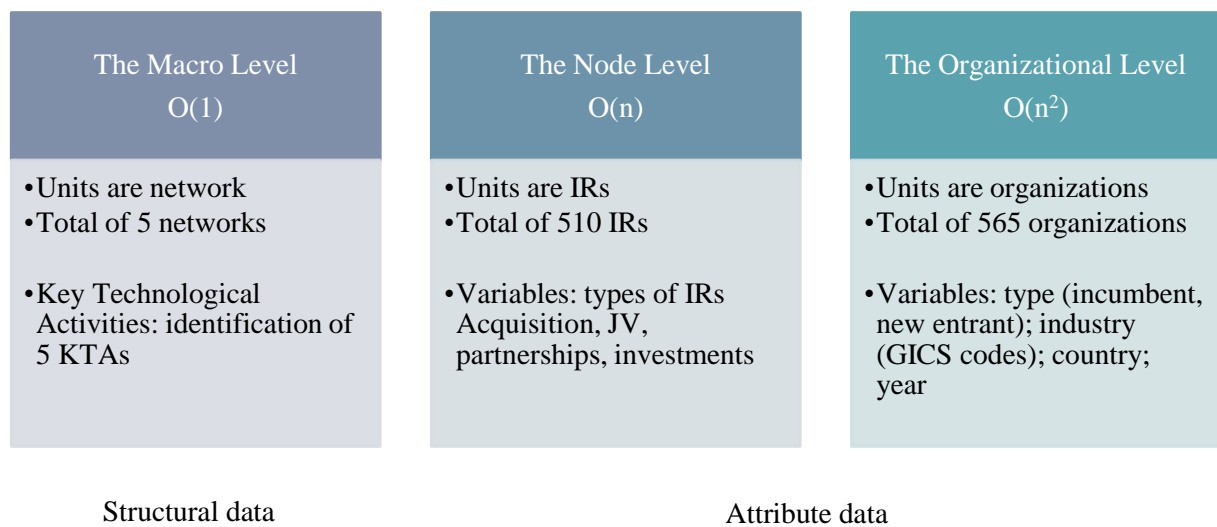 The Macro Level
O(1)
•Units are network
•Total of 5 networks
•Key Technological
Activities: identification of
5 KTAs
The Node Level
O(n)
•Units are IRs
•Total of 510 IRs
•Variables: types of IRs
Acquisition, JV,
partnerships, investments
The Organizational Level
O(n²)
•Units are organizations
•Total of 565 organizations
•Variables: type (incumbent,
new entrant); industry
(GICS codes); country;
year
Structural data
Attribute data